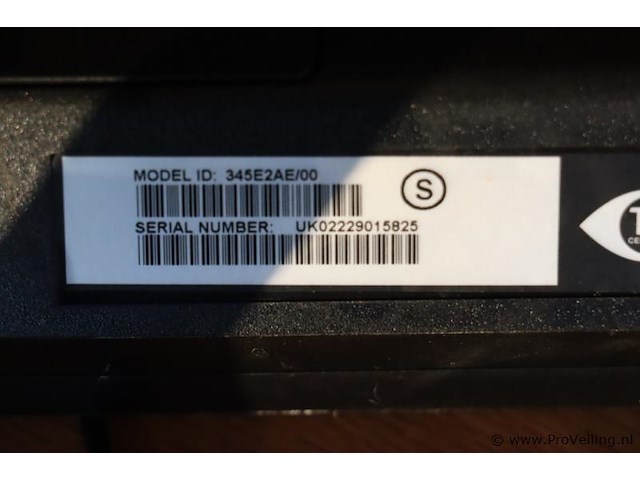 MODEL ID: 345E2AE/00
S
SERIAL NUMBER: UK02229015825
© www.ProVeiling.nl